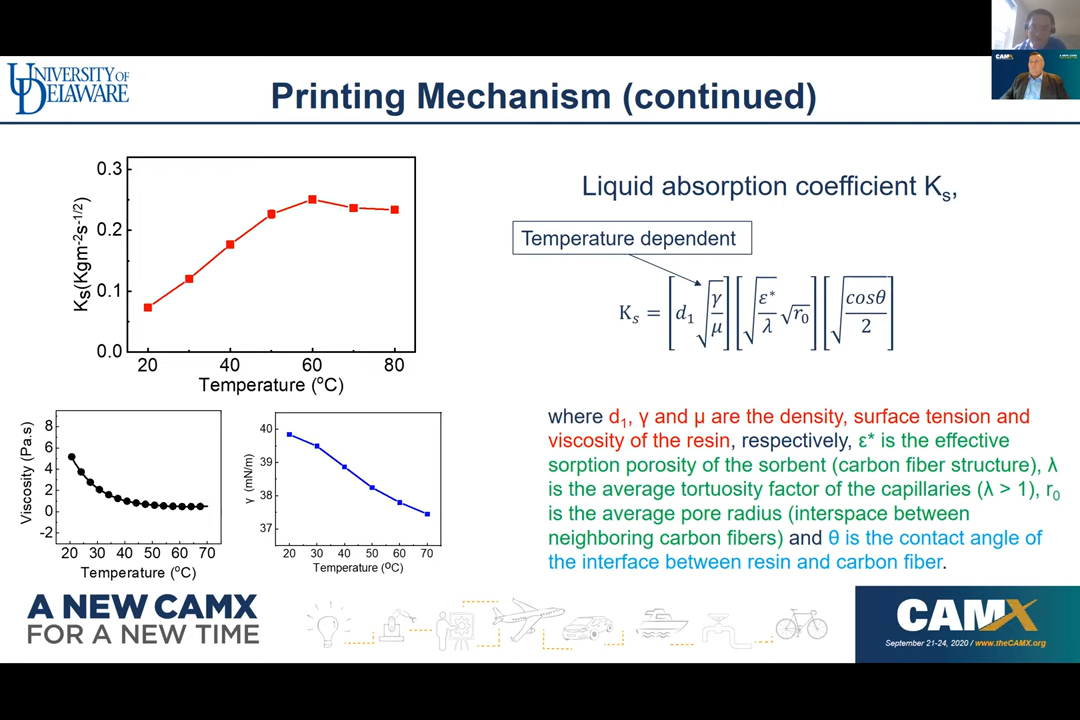 UNIVERSITY OF
DELAWARE
Printing Mechanism (continued)
CAMX
0.3
0.2
0.1
0.0
Ks(Kgm-2s-1/2)
20 40 60 80
Temperature (oC)
8
6
4
2
0
-2
Viscosity (Pa.s)
20 30 40 50 60 70
Temperature (oC)
40
39
38
37
γ (mN/m)
20 30 40 50 60 70
Temperature (oC)
Liquid absorption coefficient Ks,
Temperature dependent
Ks = [d1 √(γ/μ)] [√(ε*/λ) √r0] [√(cosθ/2)]
where d1, γ and μ are the density, surface tension and
viscosity of the resin, respectively, ε* is the effective
sorption porosity of the sorbent (carbon fiber structure), λ
is the average tortuosity factor of the capillaries (λ > 1), r0
is the average pore radius (interspace between
neighboring carbon fibers) and θ is the contact angle of
the interface between resin and carbon fiber.
A NEW CAMX
FOR A NEW TIME
CAMX
September 21-24, 2020 / www.theCAMX.org